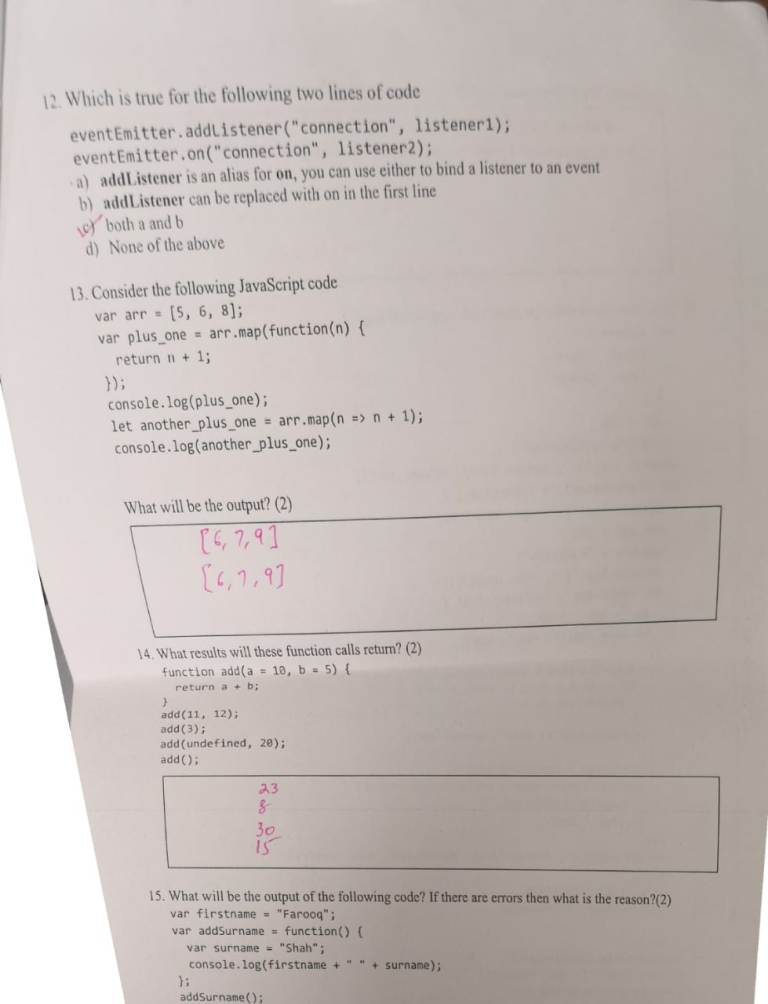 12. Which is true for the following two lines of code
eventEmitter.addListener("connection", listener1);
eventEmitter.on("connection", listener2);
a) addListener is an alias for on, you can use either to bind a listener to an event
b) addListener can be replaced with on in the first line
c) both a and b
d) None of the above
13. Consider the following JavaScript code
var arr = [5, 6, 8];
var plus_one = arr.map(function(n) {
return n + 1;
});
console.log(plus_one);
let another_plus_one = arr.map(n => n + 1);
console.log(another_plus_one);
What will be the output? (2)
[6, 7, 9]
[6, 7, 9]
14. What results will these function calls return? (2)
function add(a = 10, b = 5) {
return a + b;
}
add(11, 12);
add(3);
add(undefined, 20);
add();
23
8
30
15
15. What will be the output of the following code? If there are errors then what is the reason?(2)
var firstname = "Farooq";
var addSurname = function() {
var surname = "Shah";
console.log(firstname + " " + surname);
};
addSurname();